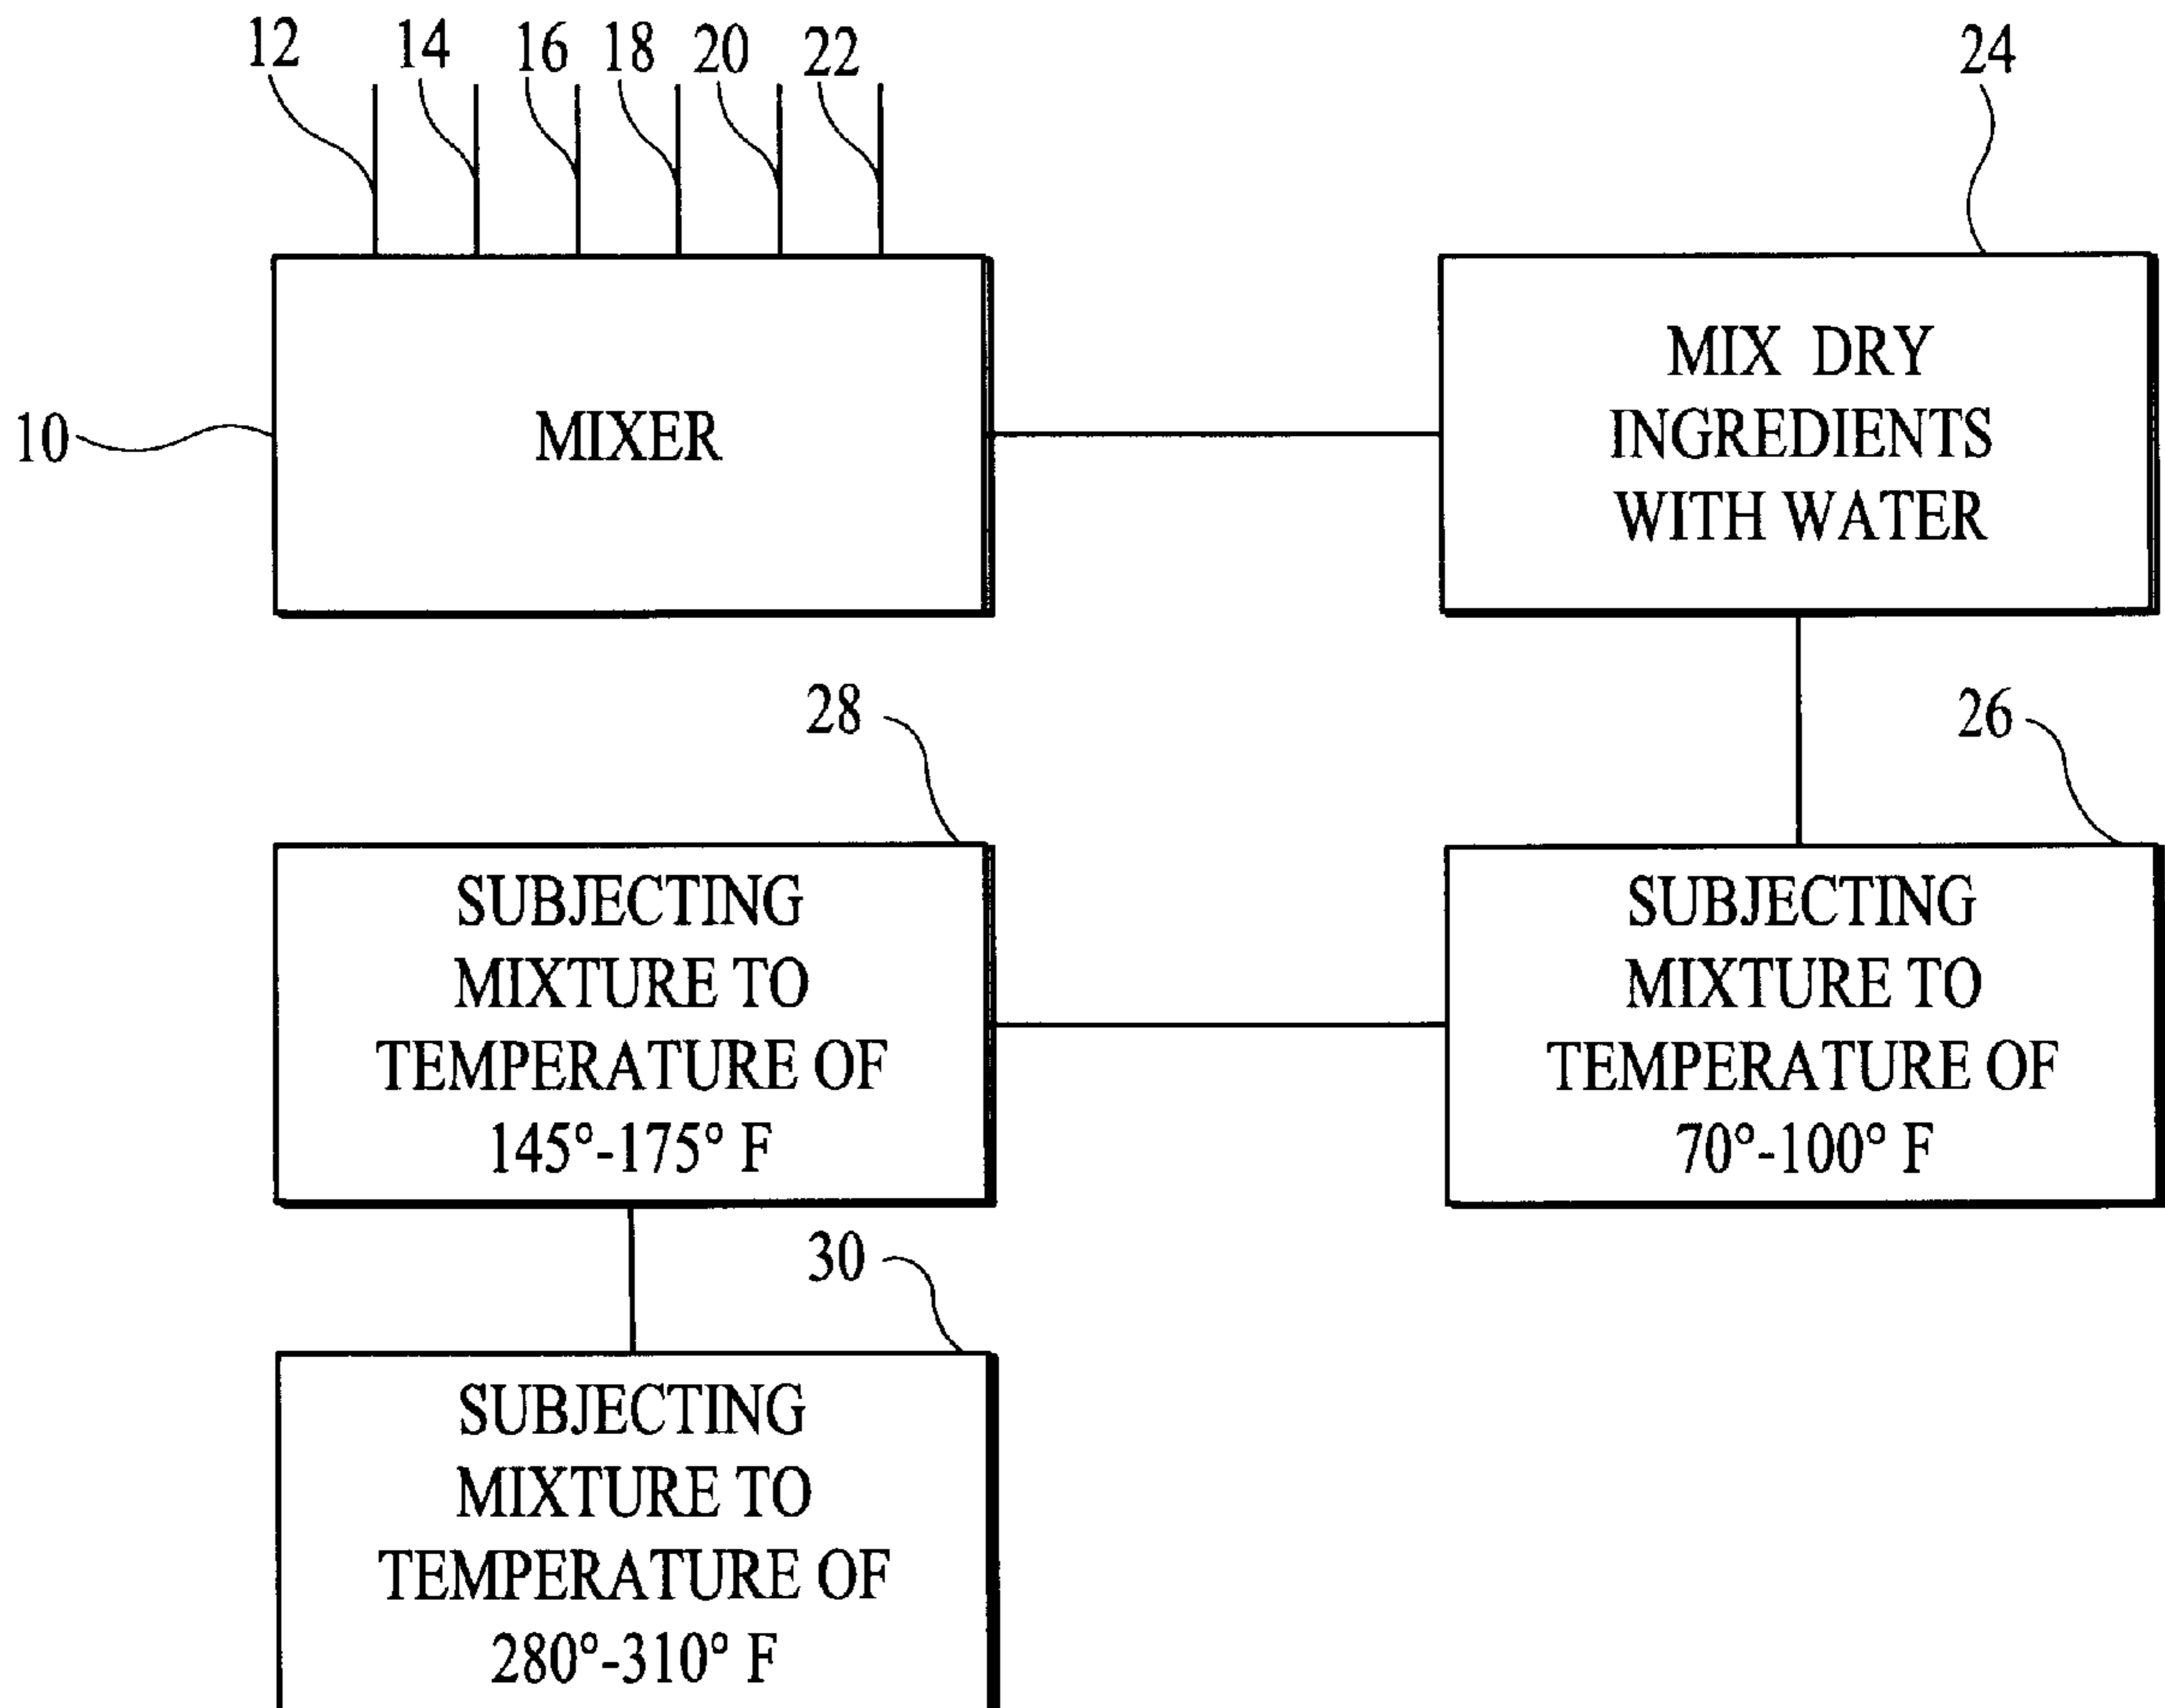 12 14 16 18 20 22 24
10 MIXER
MIX DRY
INGREDIENTS
WITH WATER
28 26
SUBJECTING
MIXTURE TO
TEMPERATURE OF
145°-175° F
SUBJECTING
MIXTURE TO
TEMPERATURE OF
70°-100° F
30
SUBJECTING
MIXTURE TO
TEMPERATURE OF
280°-310° F